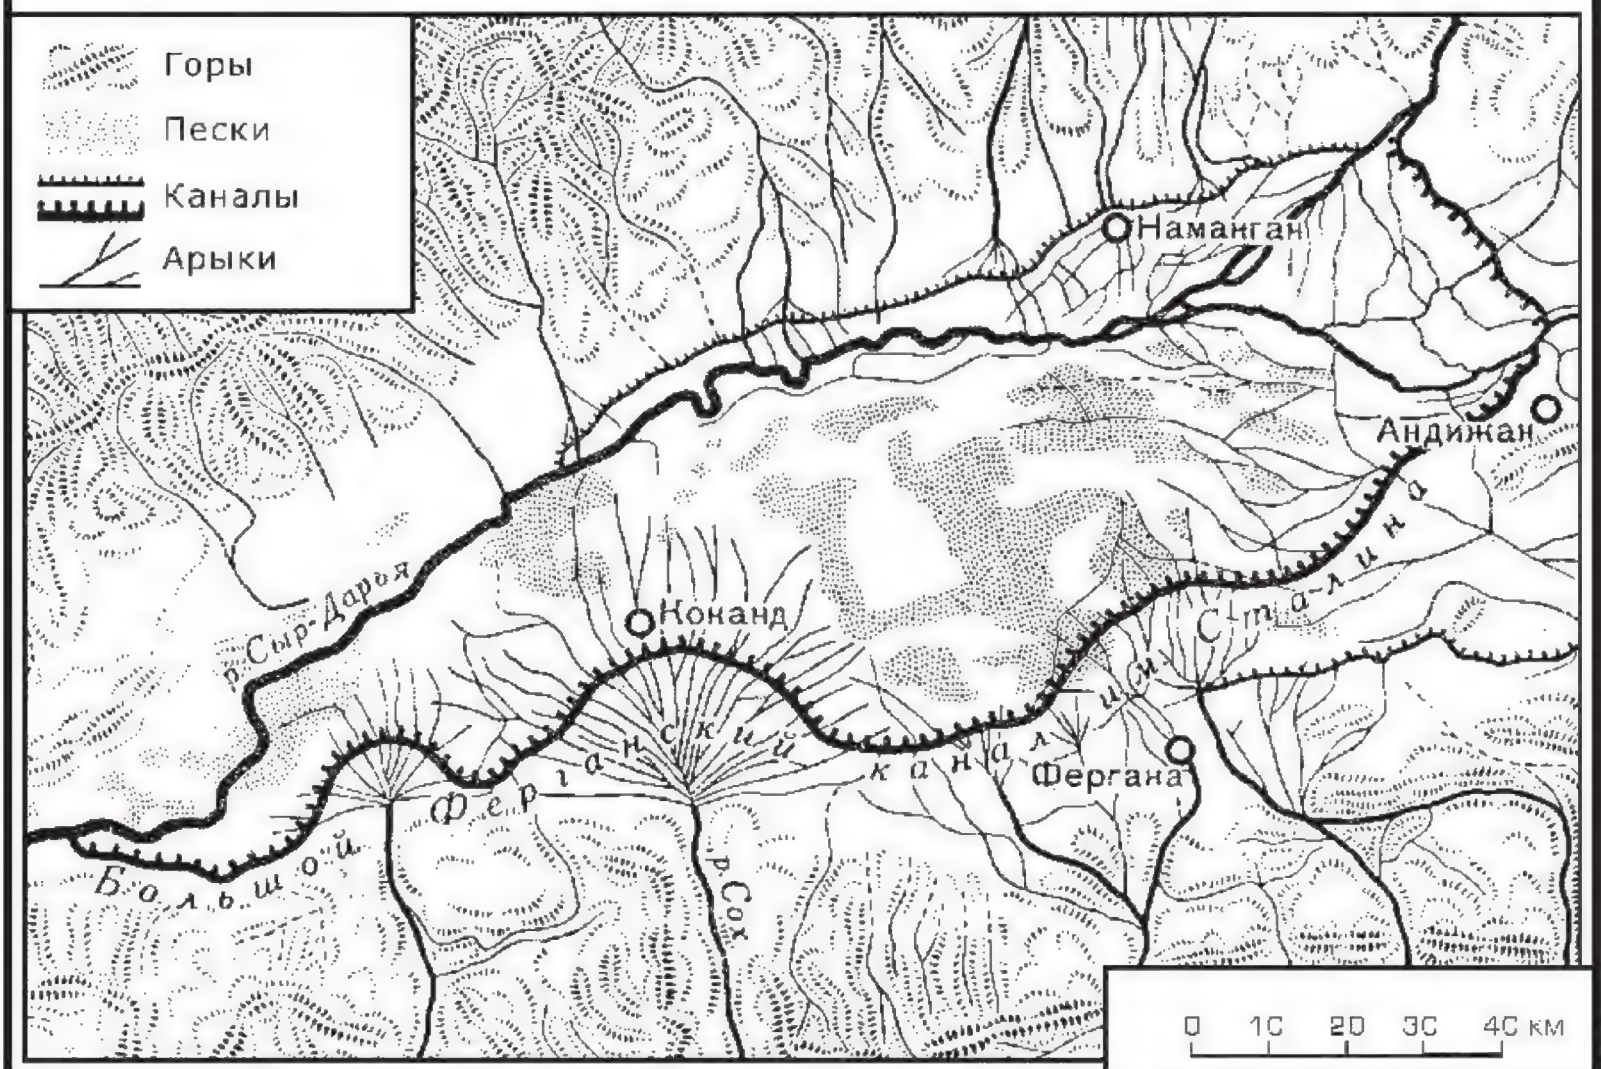 Горы
Пески
Каналы
Арыки
Наманган
Андижан
р. Сыр-Дарья
Коканд
Большой Ферганский канал им. Сталина
Фергана
р. Сох
0 10 20 30 40 км